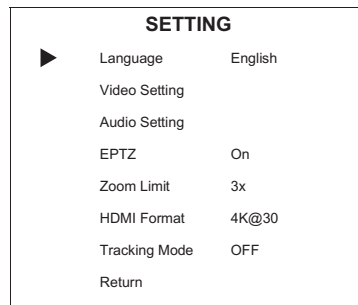 SETTING
Language English
Video Setting
Audio Setting
EPTZ On
Zoom Limit 3x
HDMI Format 4K@30
Tracking Mode OFF
Return